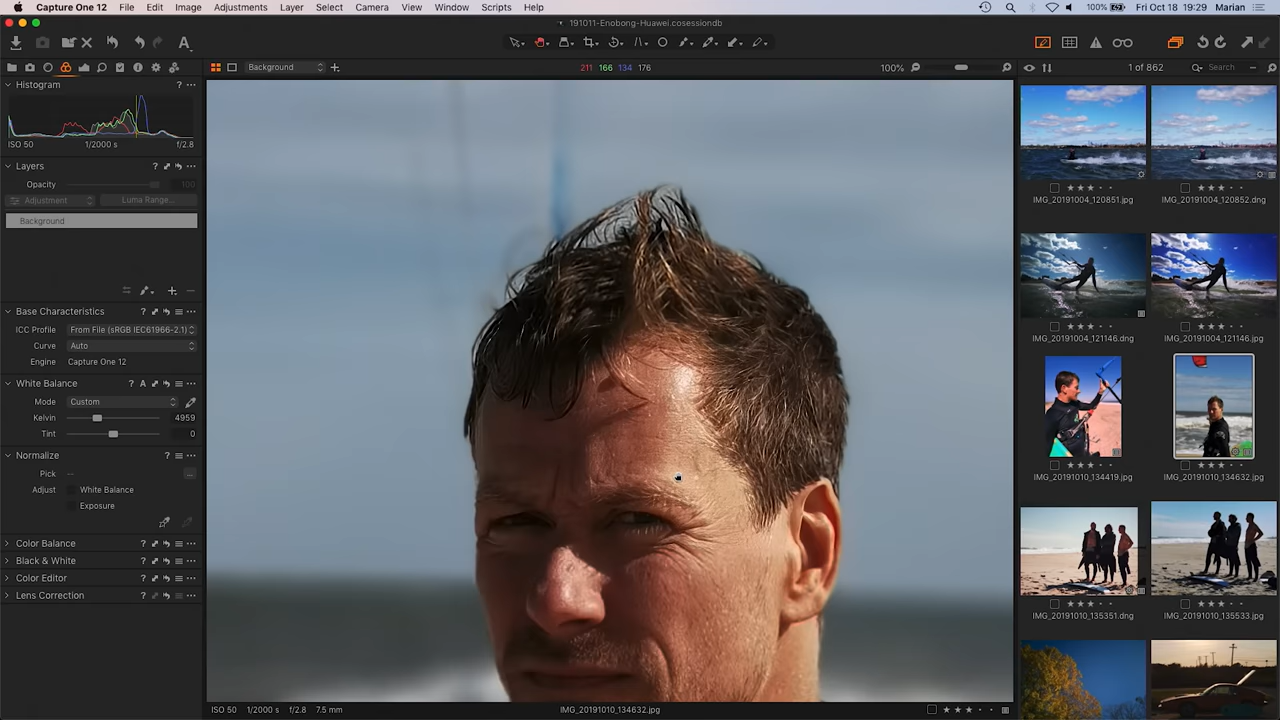 Capture One 12 File Edit Image Adjustments Layer Select Camera View Window Scripts Help 100% Fri Oct 18 19:29 Marian
191011-Enobong-Huawei.cosessiondb
A
Background 211 166 134 176 100% 1 of 862 Search
Histogram ?
ISO 50 1/2000 s f/2.8
Layers ?
Opacity 100
Adjustment Luma Range...
Background
Base Characteristics ?
ICC Profile From File (sRGB IEC61966-2.1)
Curve Auto
Engine Capture One 12
White Balance ? A
Mode Custom
Kelvin 4959
Tint 0
Normalize ?
Pick -- ...
Adjust White Balance
Exposure
Color Balance ?
Black & White ?
Color Editor ?
Lens Correction ?
IMG_20191004_120851.jpg IMG_20191004_120852.dng
IMG_20191004_121146.dng IMG_20191004_121146.jpg
IMG_20191010_134419.jpg IMG_20191010_134632.jpg
IMG_20191010_135351.dng IMG_20191010_135533.jpg
ISO 50 1/2000 s f/2.8 7.5 mm IMG_20191010_134632.jpg